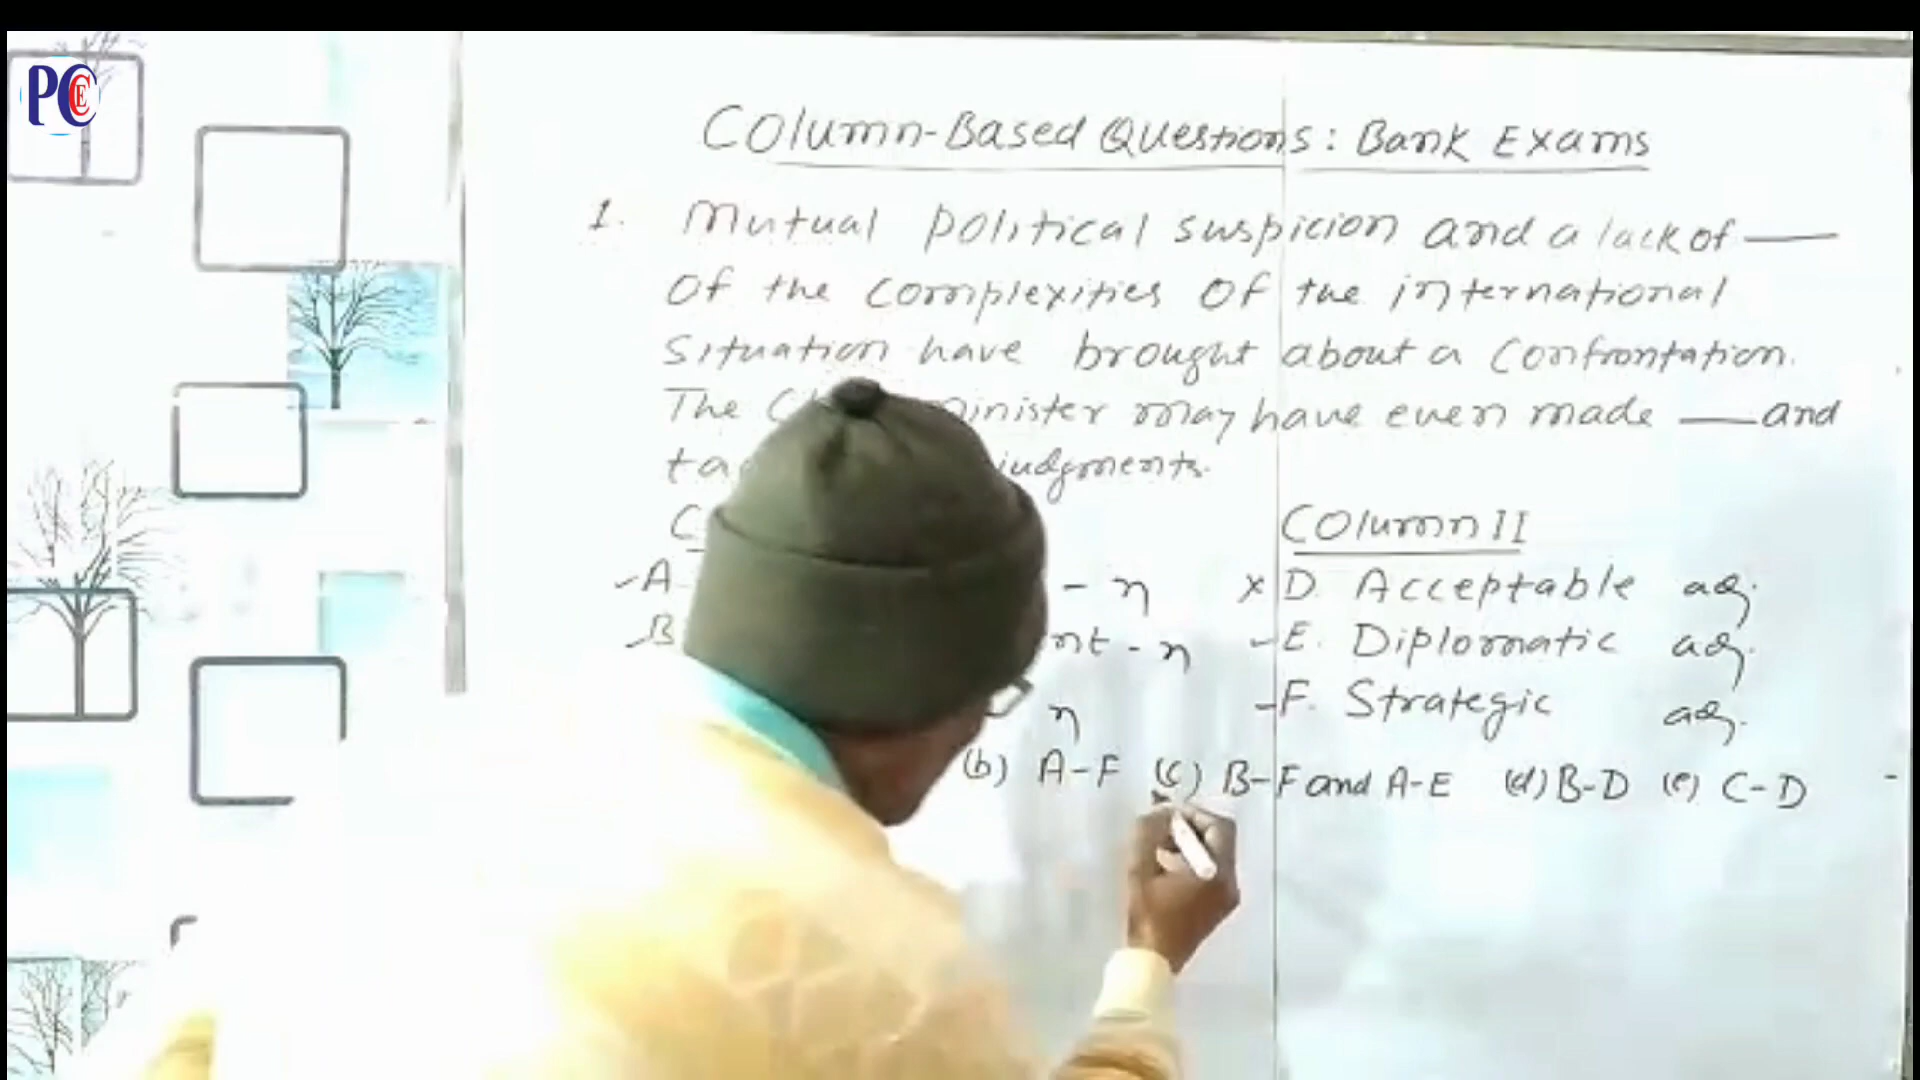 PCEC
Column-Based Questions: Bank Exams
1. Mutual political suspicion and a lack of —
of the complexities of the international
situation have brought about a confrontation.
The minister may have even made — and
judgments.
Column II
A - n × D. Acceptable adj.
B - n - E. Diplomatic adj.
n - F. Strategic adj.
(b) A-F (c) B-F and A-E (d) B-D (e) C-D